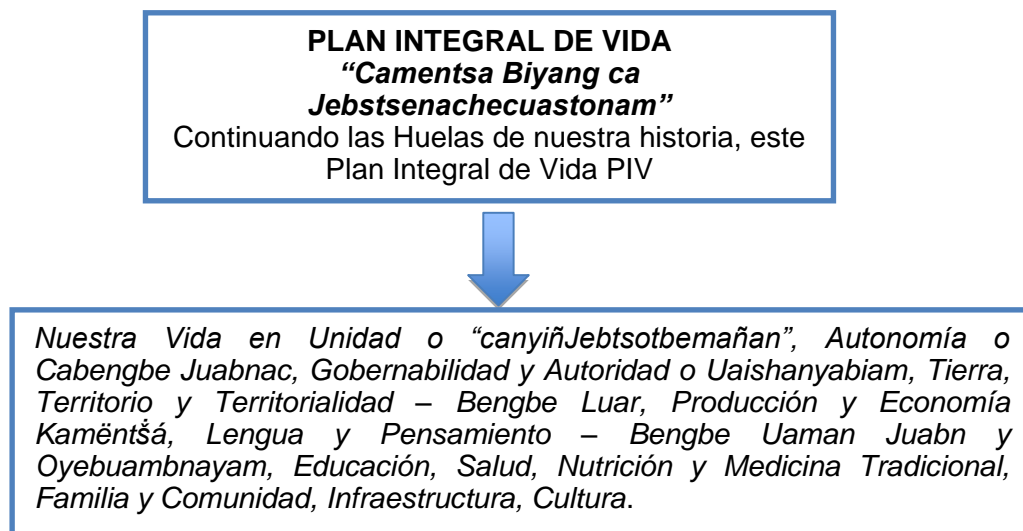 PLAN INTEGRAL DE VIDA
“Camentsa Biyang ca
Jebstsenachecuastonam”
Continuando las Huelas de nuestra historia, este
Plan Integral de Vida PIV
Nuestra Vida en Unidad o “canyiñJebtsotbemañan”, Autonomía o
Cabengbe Juabnac, Gobernabilidad y Autoridad o Uaishanyabiam, Tierra,
Territorio y Territorialidad – Bengbe Luar, Producción y Economía
Kamëntŝá, Lengua y Pensamiento – Bengbe Uaman Juabn y
Oyebuambnayam, Educación, Salud, Nutrición y Medicina Tradicional,
Familia y Comunidad, Infraestructura, Cultura.